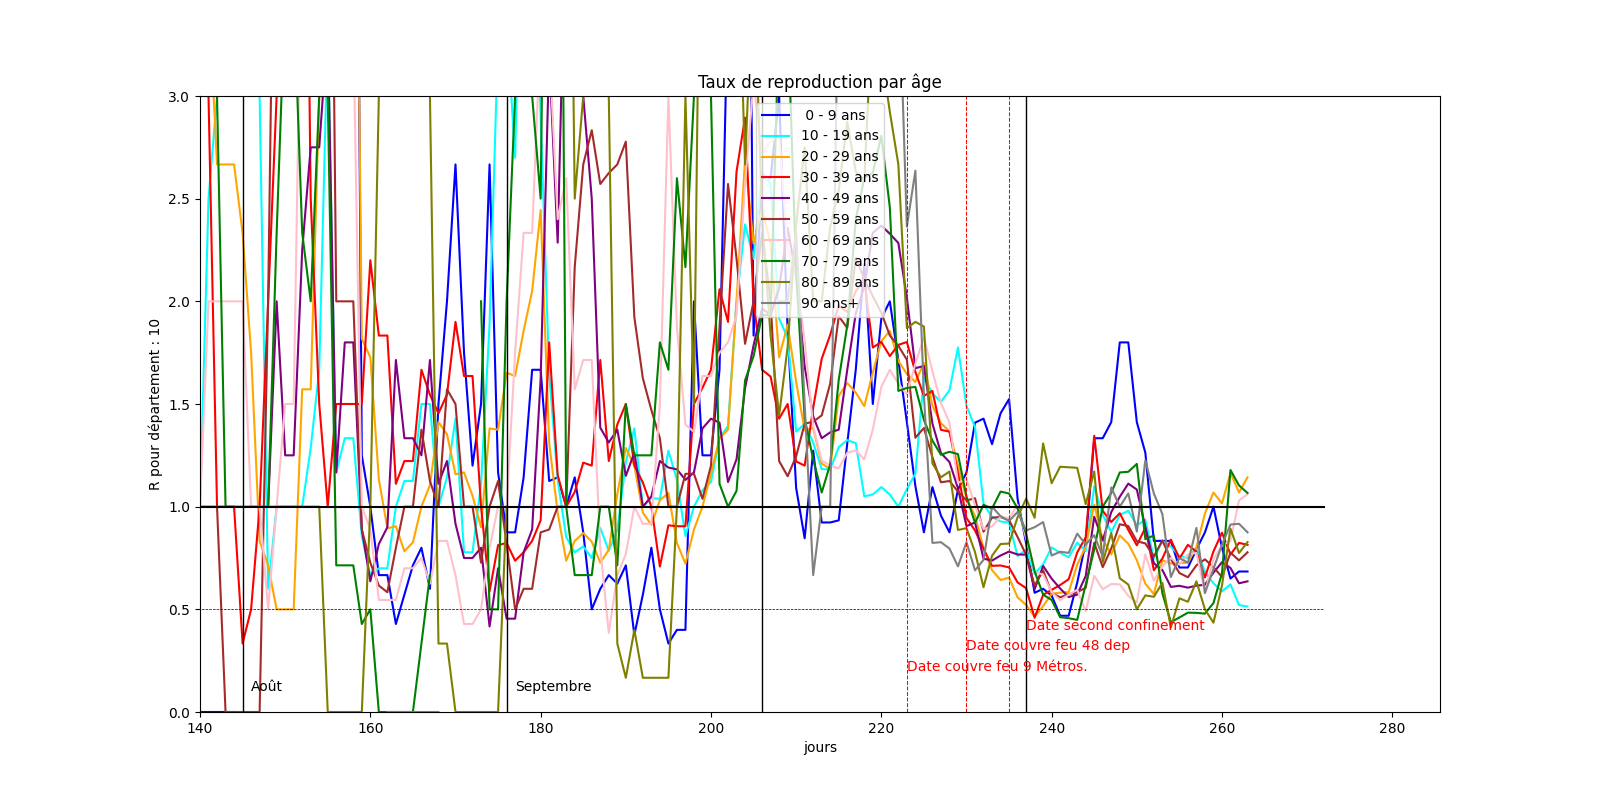 Taux de reproduction par âge
3.0
2.5
2.0
1.5
1.0
0.5
0.0
R pour département : 10
0 - 9 ans
10 - 19 ans
20 - 29 ans
30 - 39 ans
40 - 49 ans
50 - 59 ans
60 - 69 ans
70 - 79 ans
80 - 89 ans
90 ans+
Date second confinement
Date couvre feu 48 dep
Date couvre feu 9 Métros.
Août
Septembre
140 160 180 200 220 240 260 280
jours